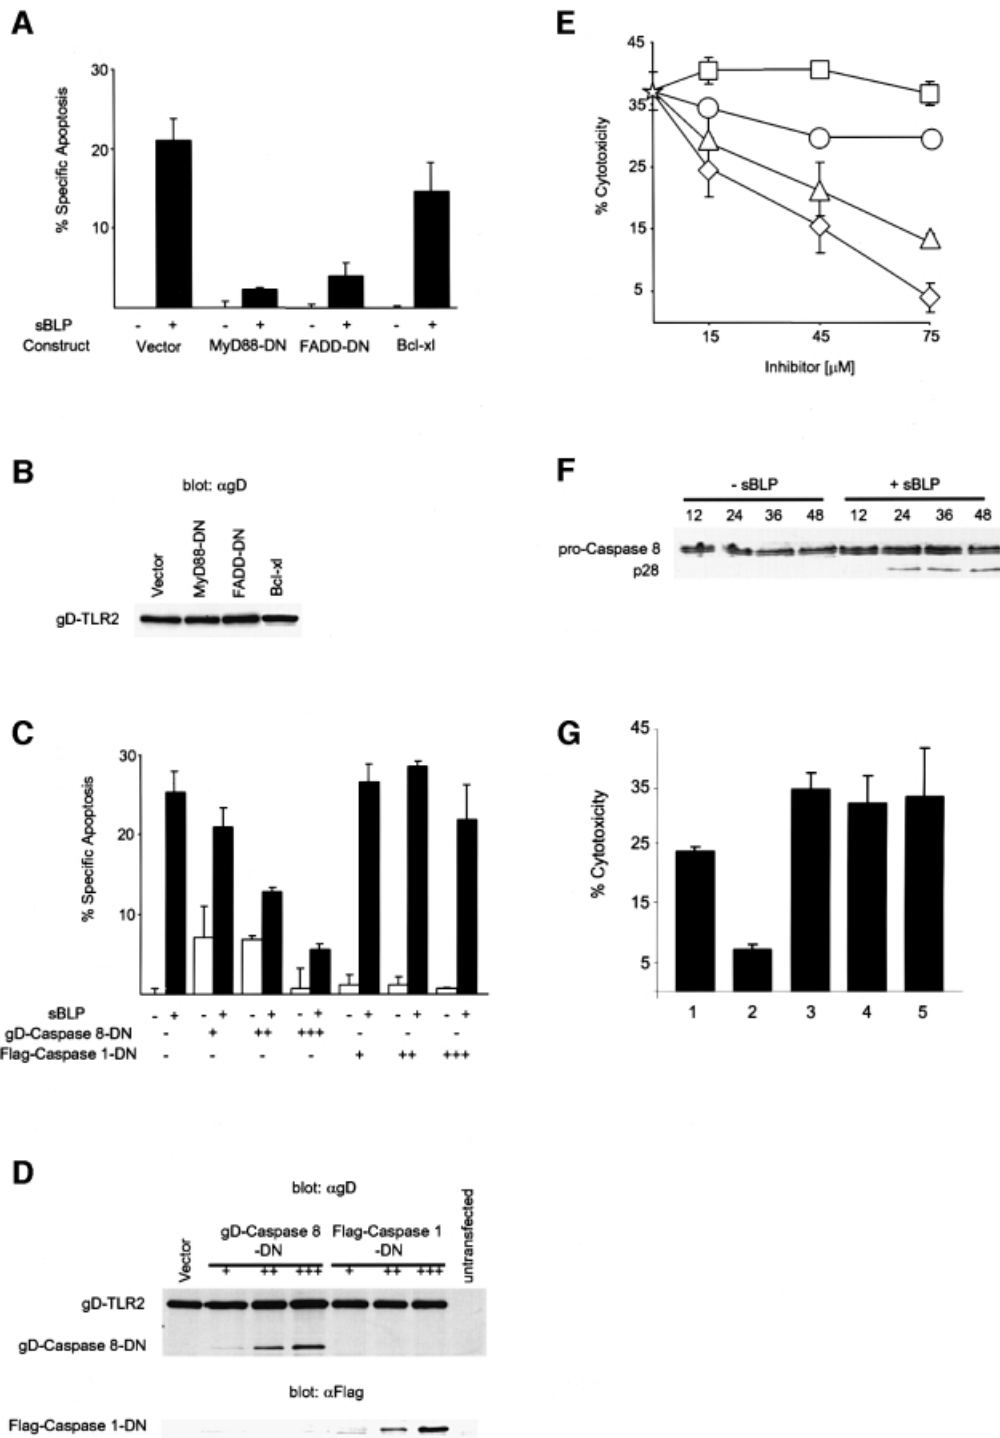 A
30
20
10
% Specific Apoptosis
sBLP - + - + - + - +
Construct Vector MyD88-DN FADD-DN Bcl-xl
B
blot: αgD
Vector
MyD88-DN
FADD-DN
Bcl-xl
gD-TLR2
C
30
20
10
% Specific Apoptosis
sBLP - + - + - + - + - + - + - +
gD-Caspase 8-DN - + ++ +++ - - -
Flag-Caspase 1-DN - - - - + ++ +++
D
blot: αgD
Vector
gD-Caspase 8
-DN
Flag-Caspase 1
-DN
untransfected
+ ++ +++ + ++ +++
gD-TLR2
gD-Caspase 8-DN
blot: αFlag
Flag-Caspase 1-DN
E
45
35
25
15
5
% Cytotoxicity
15 45 75
Inhibitor [µM]
F
- sBLP + sBLP
12 24 36 48 12 24 36 48
pro-Caspase 8
p28
G
45
35
25
15
5
% Cytotoxicity
1 2 3 4 5